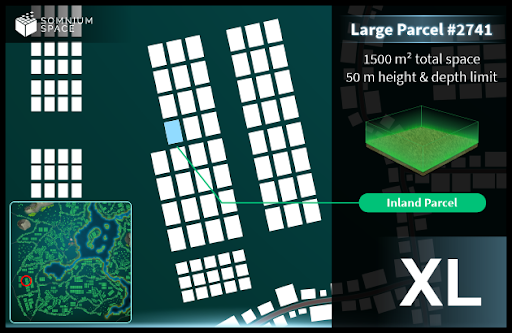 SOMNIUM
SPACE
Large Parcel #2741
1500 m² total space
50 m height & depth limit
Inland Parcel
XL